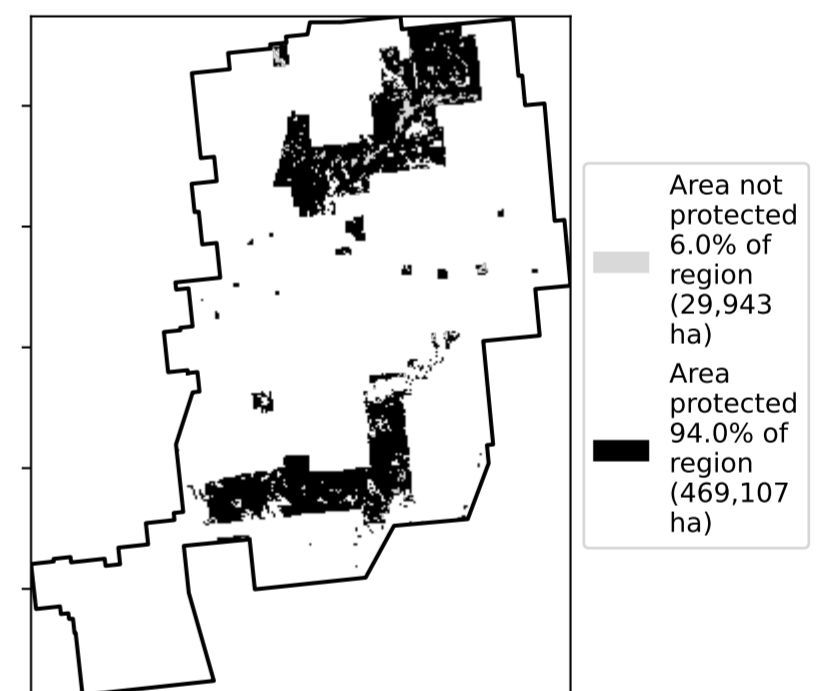 Area not
protected
6.0% of
region
(29,943
ha)
Area
protected
94.0% of
region
(469,107
ha)